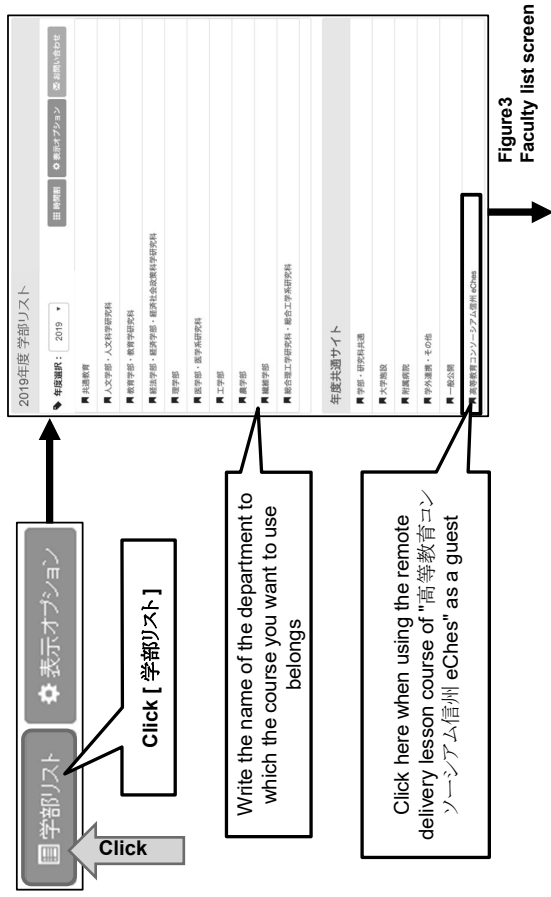 学部リスト
表示オプション
Click
Click [ 学部リスト ]
Write the name of the department to
which the course you want to use
belongs
Click here when using the remote
delivery lesson course of "高等教育コン
ソーシアム信州 eChes" as a guest
2019年度 学部リスト
年度選択： 2019
時間割
表示オプション
お問い合わせ
共通教育
人文学部・人文科学研究科
教育学部・教育学研究科
経法学部・経済学部・経済社会政策科学研究科
理学部
医学部・医学系研究科
工学部
農学部
繊維学部
総合理工学研究科・総合工学系研究科
年度共通サイト
学部・研究科共通
大学施設
附属病院
学外連携・その他
一般公開
高等教育コンソーシアム信州 eChes
Figure3
Faculty list screen